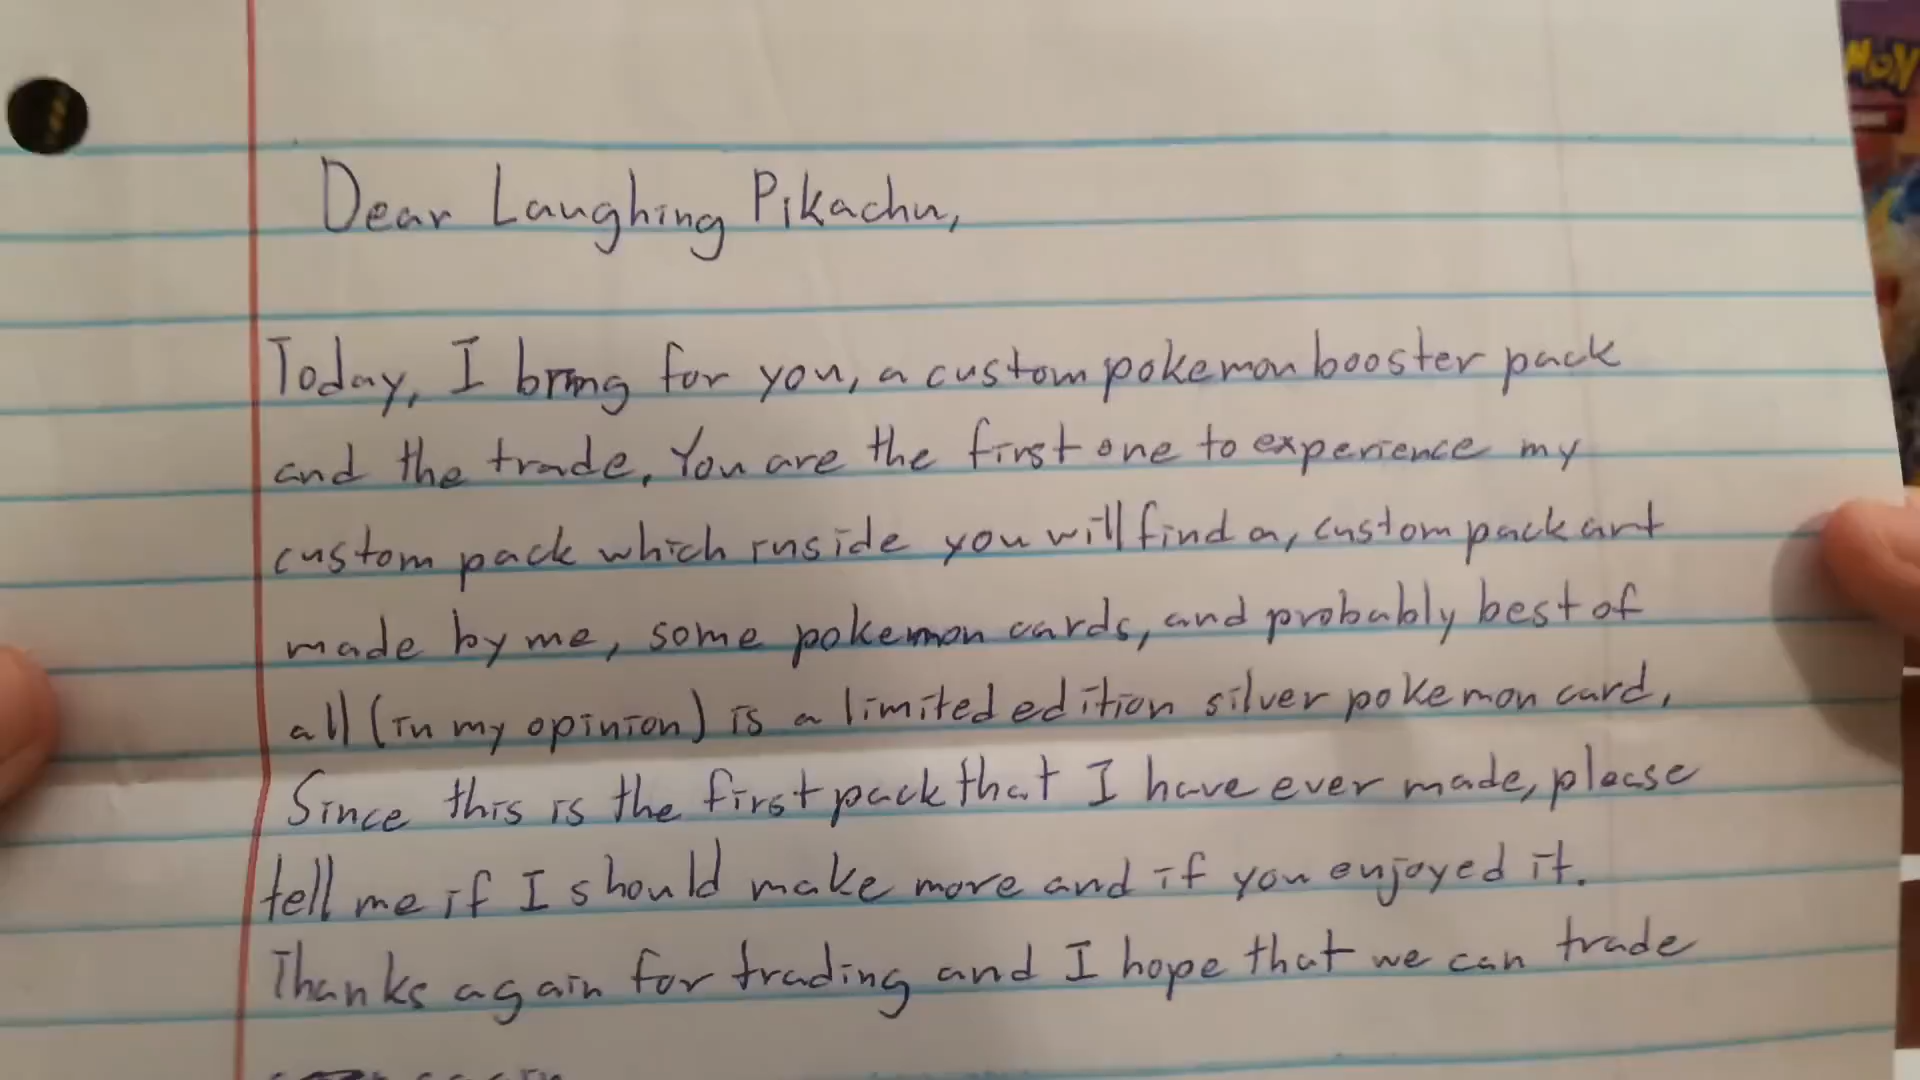 Dear Laughing Pikachu,
Today, I bring for you, a custom pokemon booster pack
and the trade. You are the first one to experience my
custom pack which inside you will find a, custom pack art
made by me, some pokemon cards, and probably best of
all (in my opinion) is a limited edition silver pokemon card.
Since this is the first pack that I have ever made, please
tell me if I should make more and if you enjoyed it.
Thanks again for trading and I hope that we can trade
again
MON